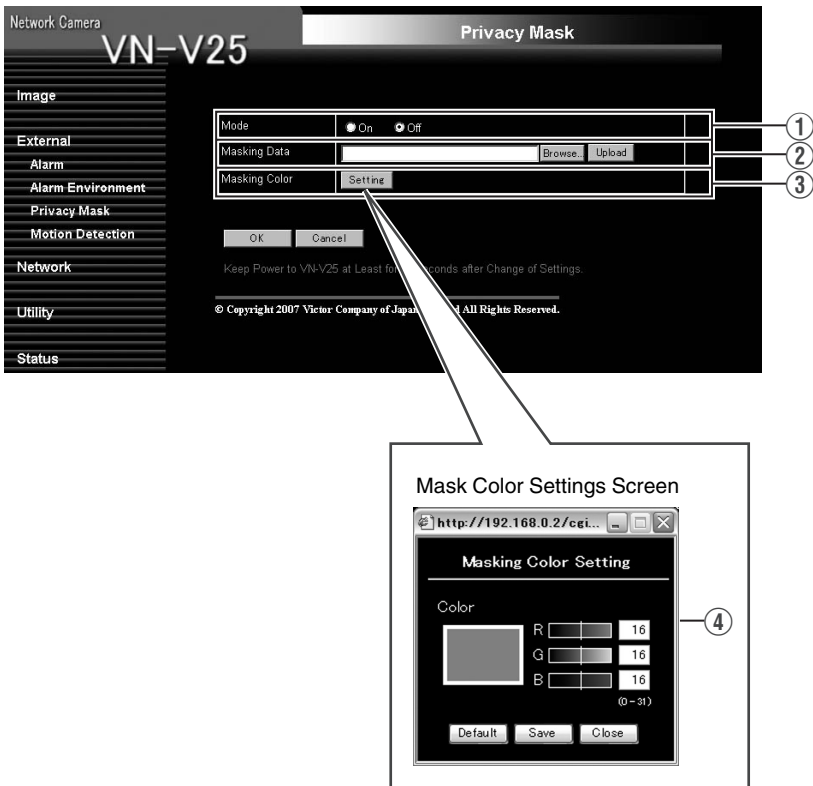 Network Camera
VN-V25
Privacy Mask
Image
External
Alarm
Alarm Environment
Privacy Mask
Motion Detection
Network
Utility
Status
Mode On Off 1
Masking Data Browse... Upload 2
Masking Color Setting 3
OK Cancel
Keep Power to VN-V25 at Least for conds after Change of Settings.
© Copyright 2007 Victor Company of Japan All Rights Reserved.
Mask Color Settings Screen
http://192.168.0.2/cgi...
Masking Color Setting
Color
R 16
G 16
B 16
(0-31)
4
Default Save Close